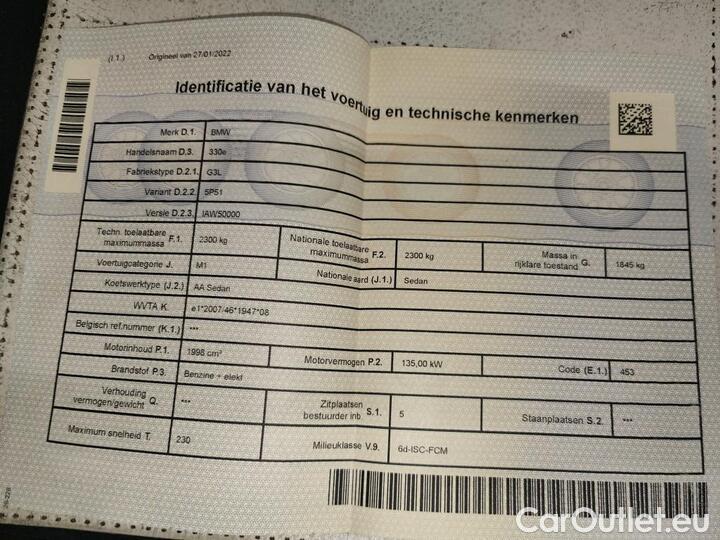 (I.1.) Origineel van 27/01/2022
Identificatie van het voertuig en technische kenmerken
Merk D.1. BMW
Handelsnaam D.3. 330e
Fabriekstype D.2.1. G3L
Variant D.2.2. 5P51
Versie D.2.3. IAW50000
Techn. toelaatbare maximummassa F.1. 2300 kg Nationale toelaatbare maximummassa F.2. 2300 kg Massa in rijklare toestand G. 1845 kg
Voertuigcategorie J. M1 Nationale aard (J.1.) Sedan
Koetswerktype (J.2.) AA Sedan
WVTA K. e1*2007/46*1947*08
Belgisch ref.nummer (K.1.) ***
Motorinhoud P.1. 1998 cm³ Motorvermogen P.2. 135,00 kW Code (E.1.) 453
Brandstof P.3. Benzine + elekt
Verhouding vermogen/gewicht Q. *** Zitplaatsen bestuurder inb. S.1. 5 Staanplaatsen S.2. ***
Maximum snelheid T. 230 Milieuklasse V.9. 6d-ISC-FCM
CarOutlet.eu